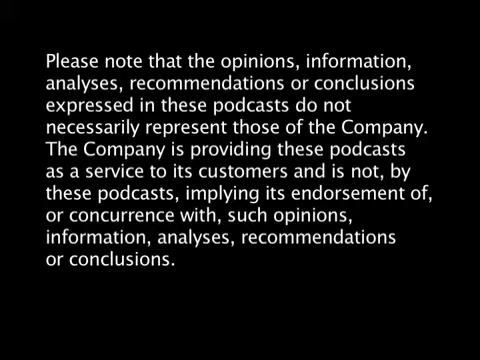 Please note that the opinions, information,
analyses, recommendations or conclusions
expressed in these podcasts do not
necessarily represent those of the Company.
The Company is providing these podcasts
as a service to its customers and is not, by
these podcasts, implying its endorsement of,
or concurrence with, such opinions,
information, analyses, recommendations
or conclusions.